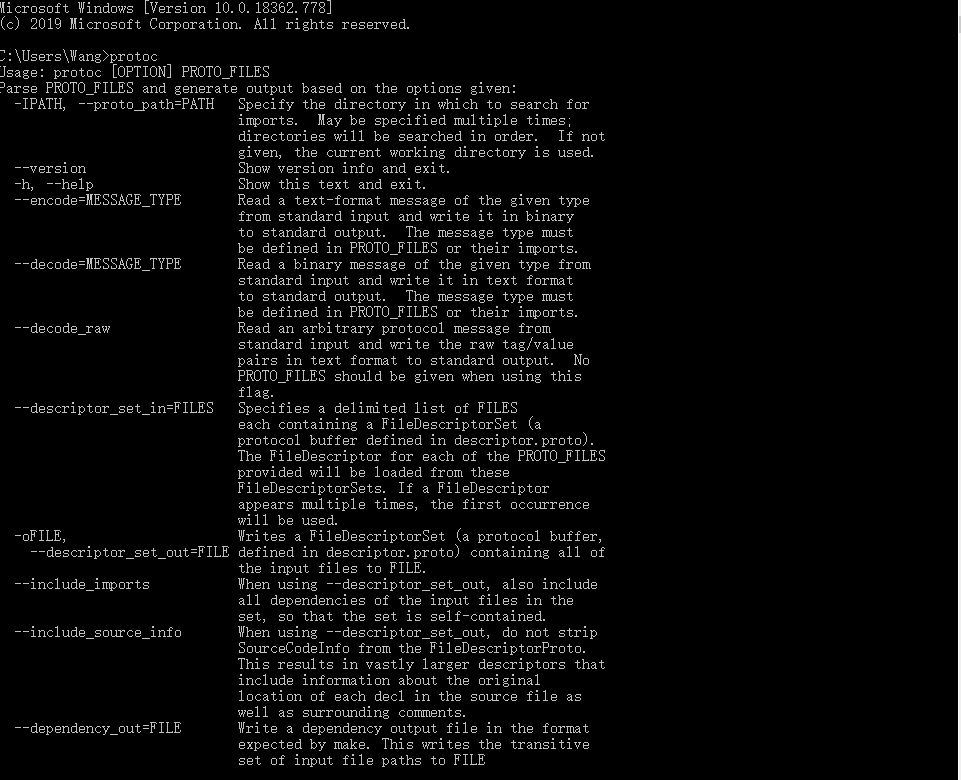 Microsoft Windows [Version 10.0.18362.778]
(c) 2019 Microsoft Corporation. All rights reserved.
C:\Users\Wang>protoc
Usage: protoc [OPTION] PROTO_FILES
Parse PROTO_FILES and generate output based on the options given:
-IPATH, --proto_path=PATH   Specify the directory in which to search for
imports.  May be specified multiple times;
directories will be searched in order.  If not
given, the current working directory is used.
--version                   Show version info and exit.
-h, --help                  Show this text and exit.
--encode=MESSAGE_TYPE       Read a text-format message of the given type
from standard input and write it in binary
to standard output.  The message type must
be defined in PROTO_FILES or their imports.
--decode=MESSAGE_TYPE       Read a binary message of the given type from
standard input and write it in text format
to standard output.  The message type must
be defined in PROTO_FILES or their imports.
--decode_raw                Read an arbitrary protocol message from
standard input and write the raw tag/value
pairs in text format to standard output.  No
PROTO_FILES should be given when using this
flag.
--descriptor_set_in=FILES   Specifies a delimited list of FILES
each containing a FileDescriptorSet (a
protocol buffer defined in descriptor.proto).
The FileDescriptor for each of the PROTO_FILES
provided will be loaded from these
FileDescriptorSets. If a FileDescriptor
appears multiple times, the first occurrence
will be used.
-oFILE,                     Writes a FileDescriptorSet (a protocol buffer,
--descriptor_set_out=FILE defined in descriptor.proto) containing all of
the input files to FILE.
--include_imports           When using --descriptor_set_out, also include
all dependencies of the input files in the
set, so that the set is self-contained.
--include_source_info       When using --descriptor_set_out, do not strip
SourceCodeInfo from the FileDescriptorProto.
This results in vastly larger descriptors that
include information about the original
location of each decl in the source file as
well as surrounding comments.
--dependency_out=FILE       Write a dependency output file in the format
expected by make. This writes the transitive
set of input file paths to FILE